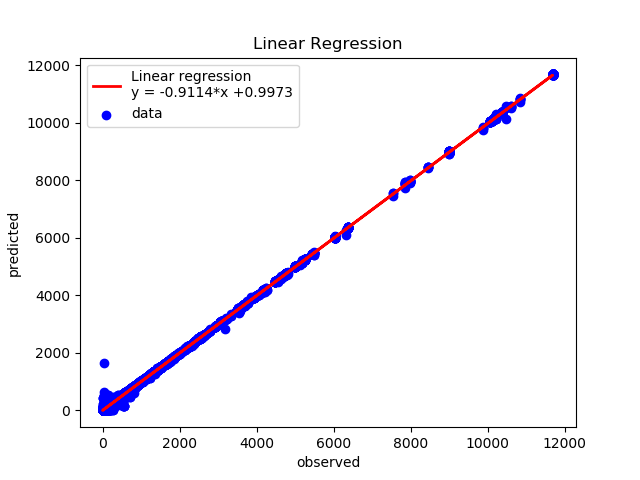 Linear Regression
Linear regression
y = -0.9114*x +0.9973
data
predicted
12000
10000
8000
6000
4000
2000
0
0 2000 4000 6000 8000 10000 12000
observed